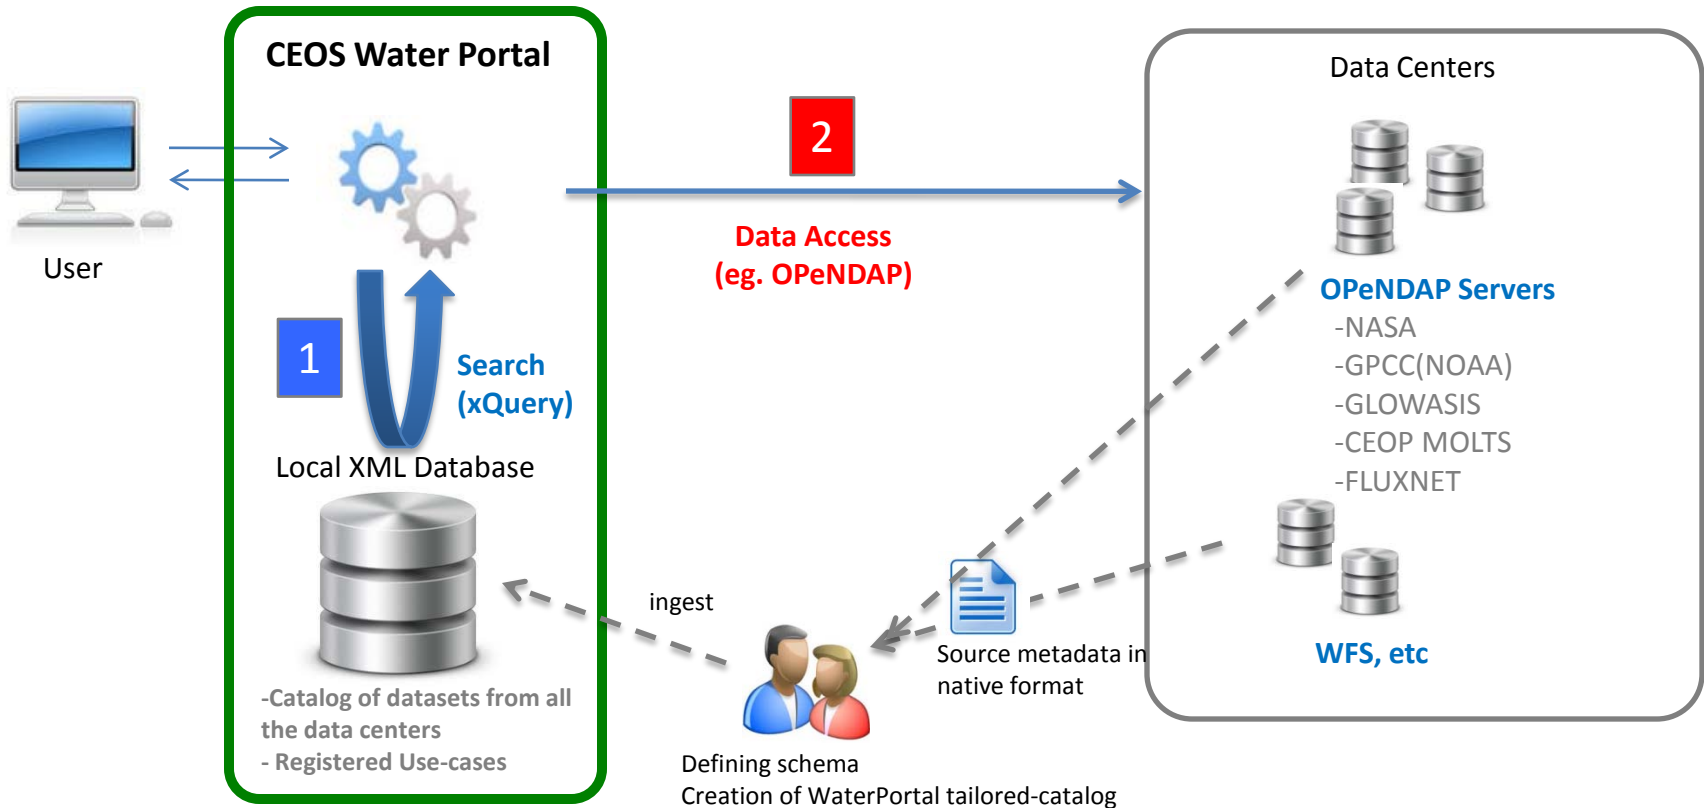 CEOS Water Portal
Data Centers
2
User
Data Access
(eg. OPeNDAP)
1
Search
(xQuery)
OPeNDAP Servers
-NASA
-GPCC(NOAA)
-GLOWASIS
-CEOP MOLTS
-FLUXNET
Local XML Database
ingest
Source metadata in
native format
WFS, etc
-Catalog of datasets from all
the data centers
- Registered Use-cases
Defining schema
Creation of WaterPortal tailored-catalog